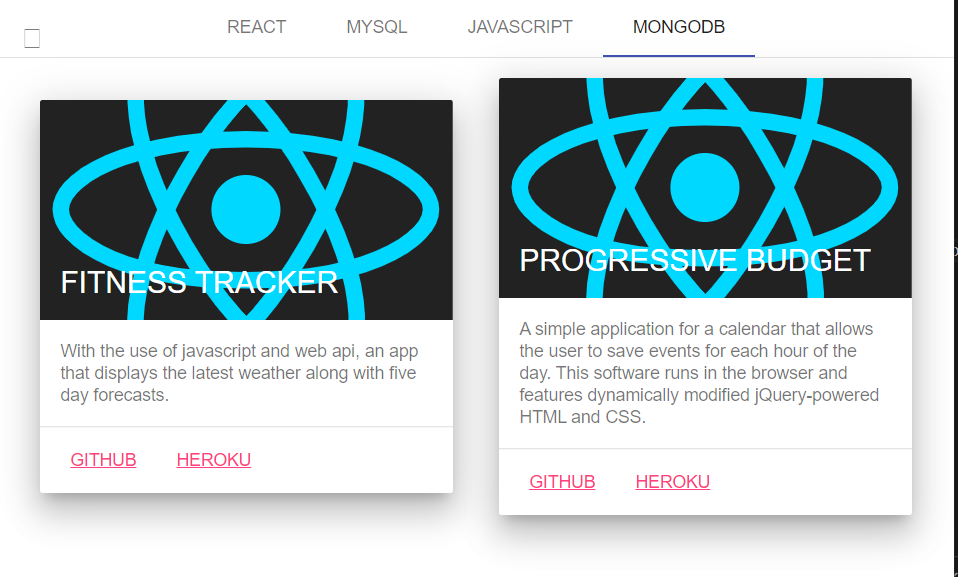 REACT MYSQL JAVASCRIPT MONGODB
FITNESS TRACKER
With the use of javascript and web api, an app
that displays the latest weather along with five
day forecasts.
GITHUB HEROKU
PROGRESSIVE BUDGET
A simple application for a calendar that allows
the user to save events for each hour of the
day. This software runs in the browser and
features dynamically modified jQuery-powered
HTML and CSS.
GITHUB HEROKU